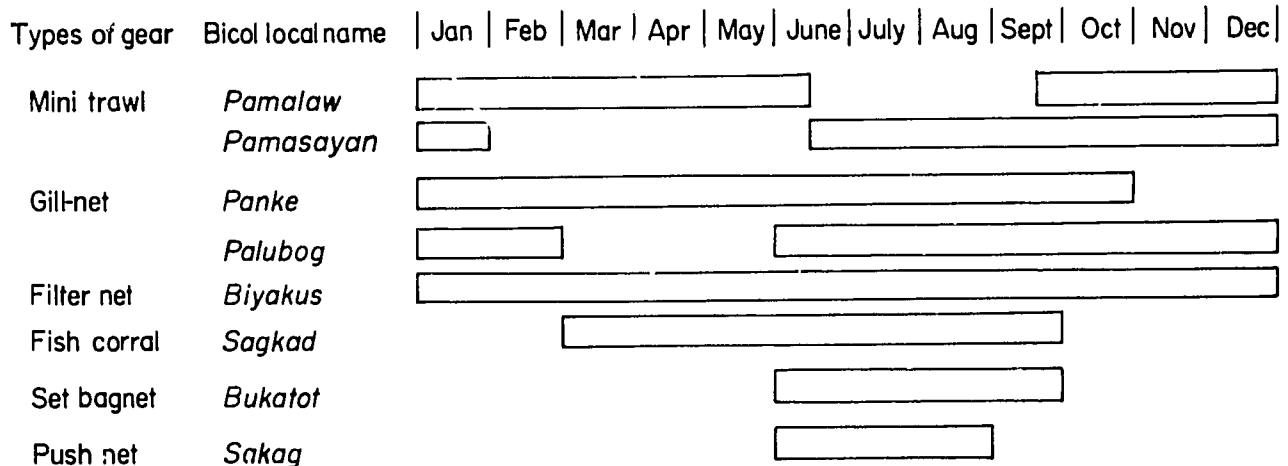 Types of gear Bicol local name Jan Feb Mar Apr May June July Aug Sept Oct Nov Dec
Mini trawl Pamalaw
Pamasayan
Gill-net Panke
Palubog
Filter net Biyakus
Fish corral Sagkad
Set bagnet Bukatot
Push net Sakag